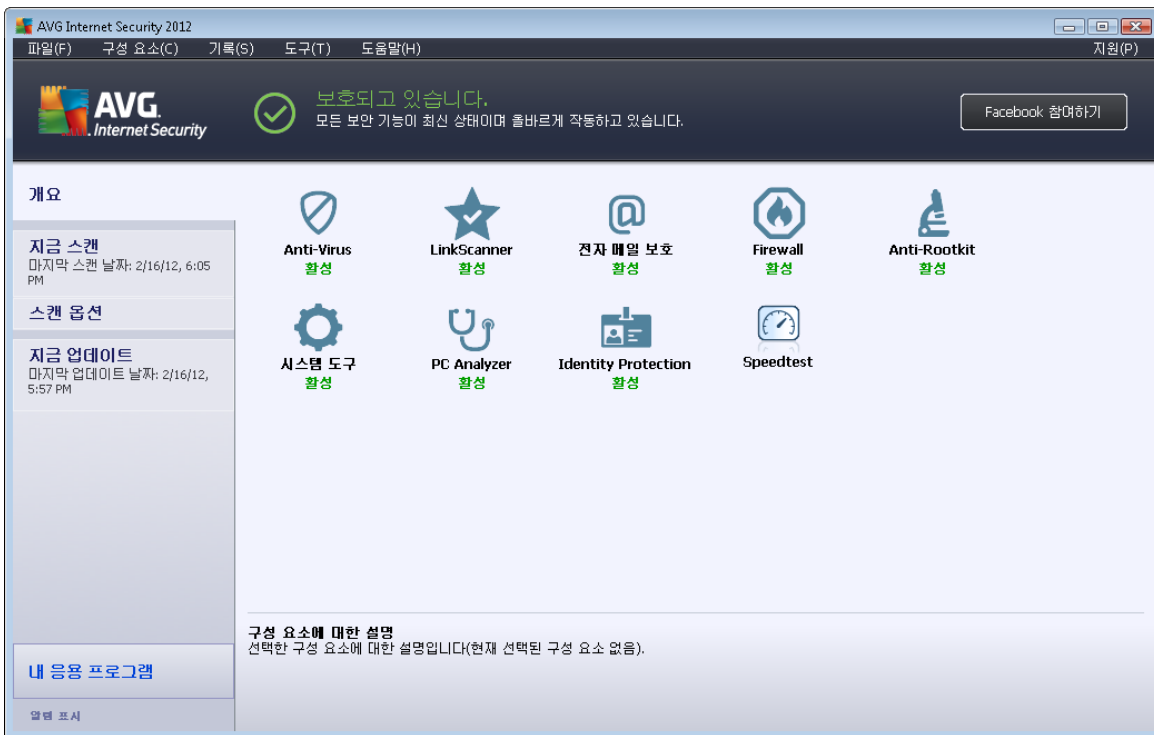 AVG Internet Security 2012
파일(F) 구성 요소(C) 기록(S) 도구(T) 도움말(H) 지원(P)
AVG.
Internet Security
보호되고 있습니다.
모든 보안 기능이 최신 상태이며 올바르게 작동하고 있습니다.
Facebook 참여하기
개요
지금 스캔
마지막 스캔 날짜: 2/16/12, 6:05
PM
스캔 옵션
지금 업데이트
마지막 업데이트 날짜: 2/16/12,
5:57 PM
Anti-Virus
활성
LinkScanner
활성
전자 메일 보호
활성
Firewall
활성
Anti-Rootkit
활성
시스템 도구
활성
PC Analyzer
활성
Identity Protection
활성
Speedtest
구성 요소에 대한 설명
선택한 구성 요소에 대한 설명입니다(현재 선택된 구성 요소 없음).
내 응용 프로그램
알림 표시